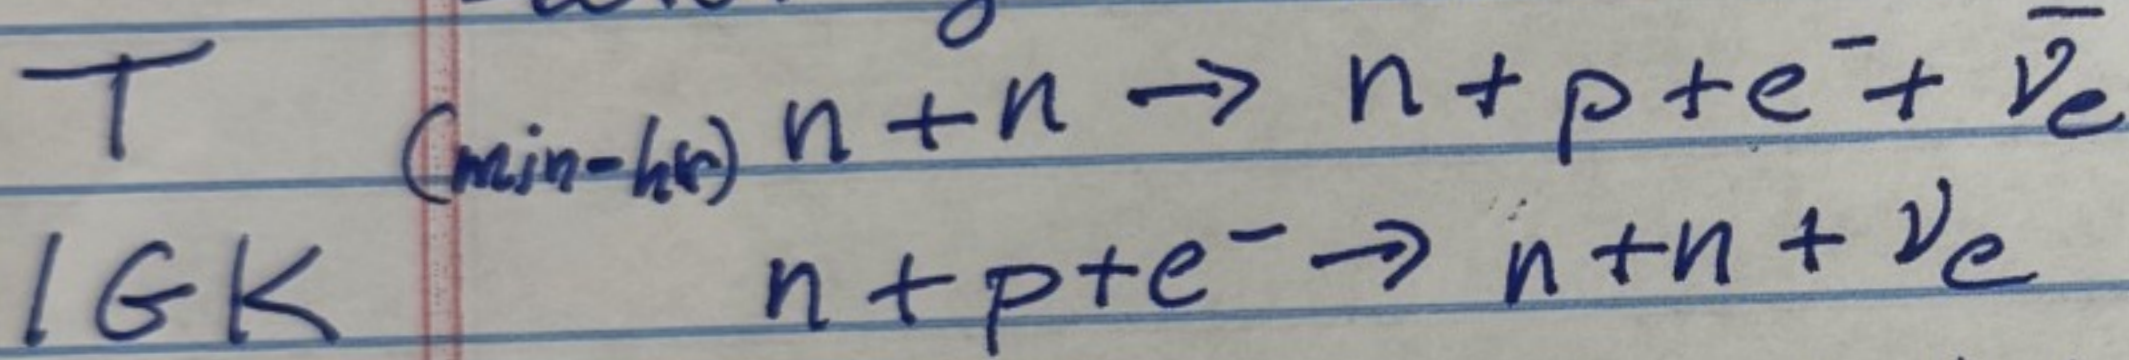 T (min-hr) n + n → n + p + e⁻ + ν̅ₑ
1GK n + p + e⁻ → n + n + νₑ